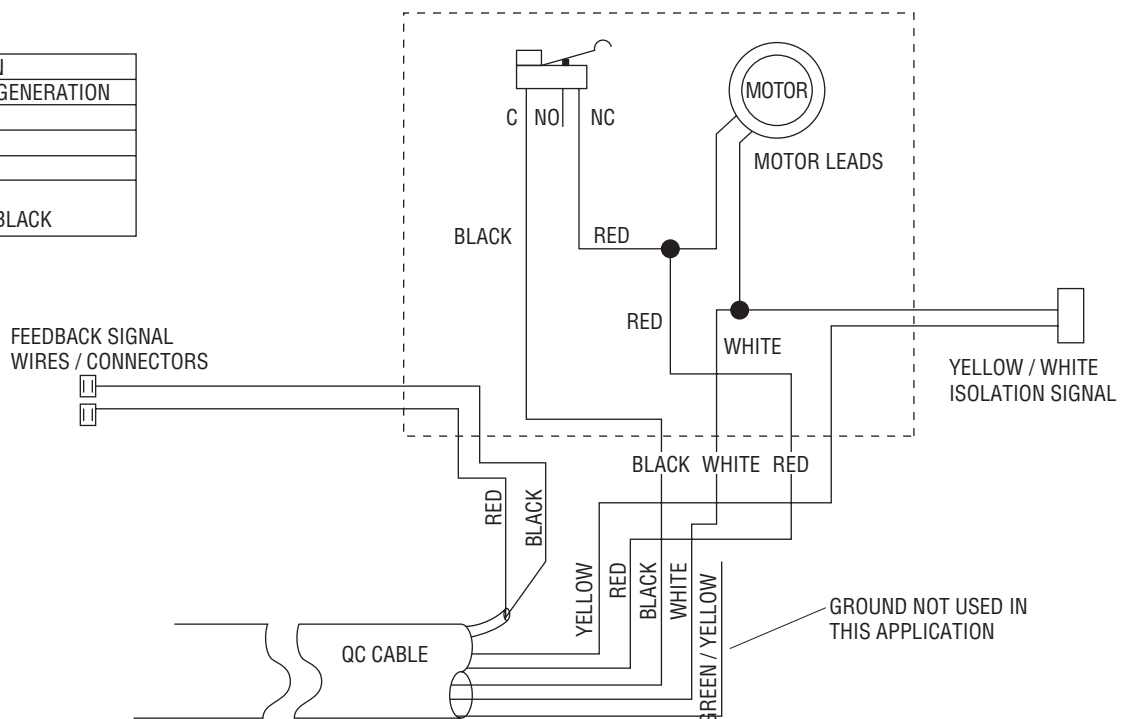 GENERATION
BLACK
C NO NC
MOTOR
MOTOR LEADS
BLACK
RED
RED
WHITE
YELLOW / WHITE
ISOLATION SIGNAL
FEEDBACK SIGNAL
WIRES / CONNECTORS
BLACK WHITE RED
RED
BLACK
YELLOW
RED
BLACK
WHITE
GREEN / YELLOW
GROUND NOT USED IN
THIS APPLICATION
QC CABLE